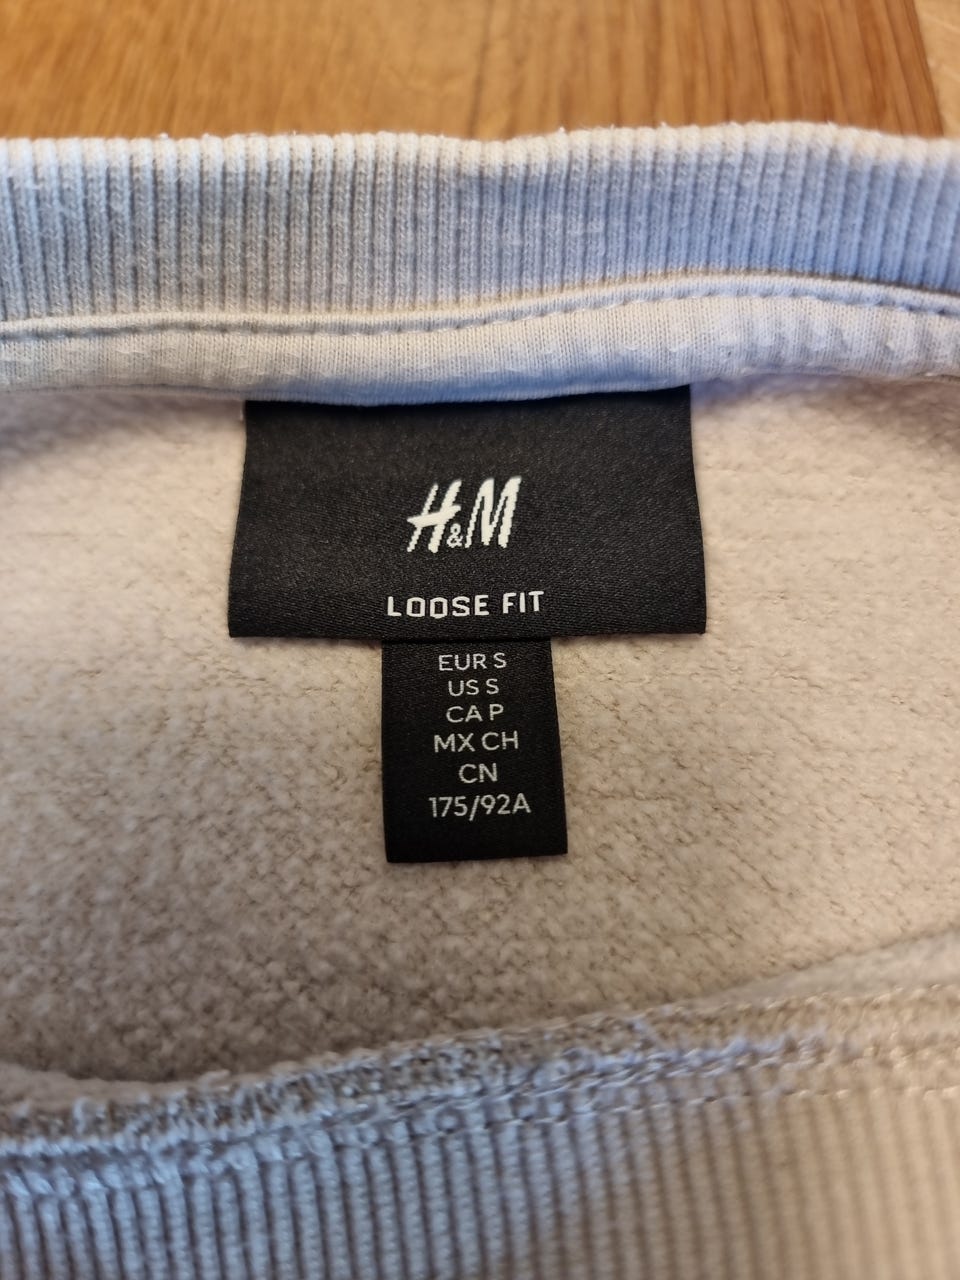 H&M
LOOSE FIT
EUR S
US S
CA P
MX CH
CN
175/92A